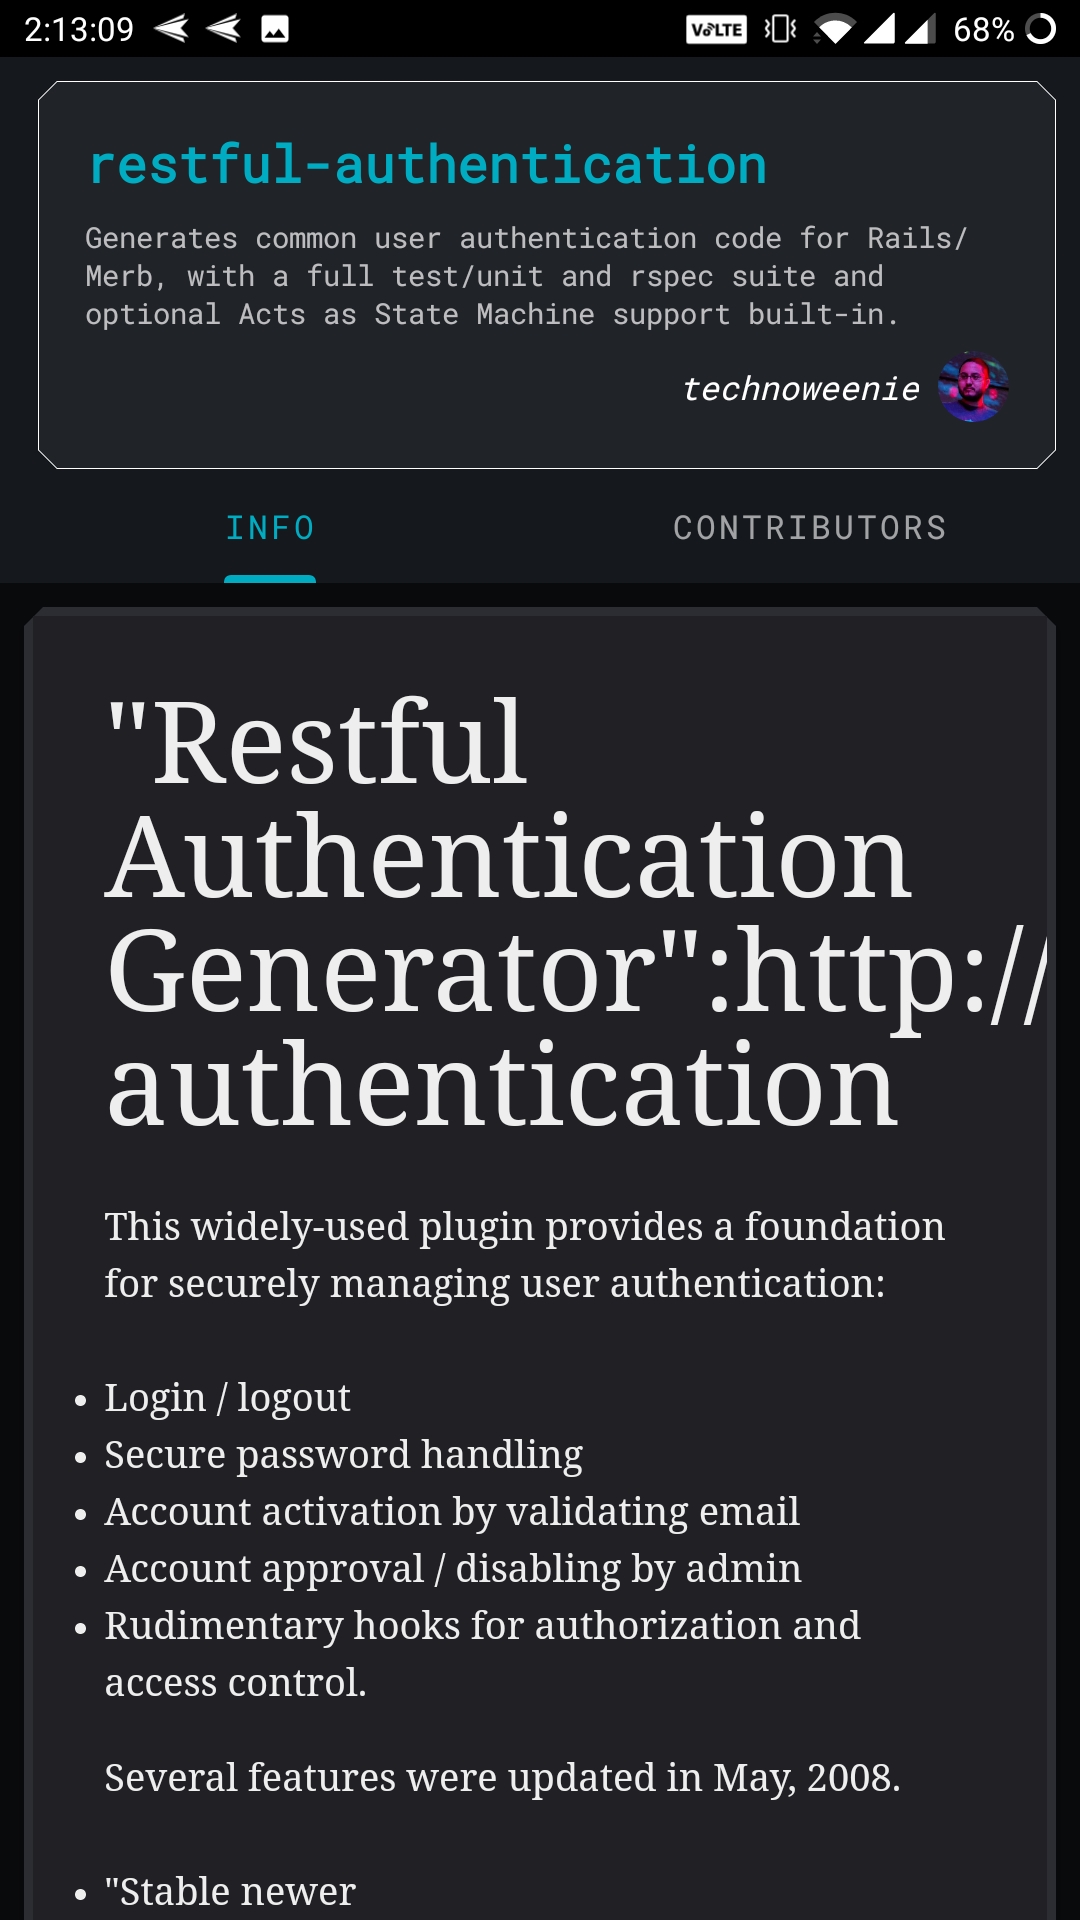 2:13:09 VoLTE 68%
restful-authentication
Generates common user authentication code for Rails/
Merb, with a full test/unit and rspec suite and
optional Acts as State Machine support built-in.
technoweenie
INFO CONTRIBUTORS
"Restful
Authentication
Generator":http://
authentication
This widely-used plugin provides a foundation
for securely managing user authentication:
• Login / logout
• Secure password handling
• Account activation by validating email
• Account approval / disabling by admin
• Rudimentary hooks for authorization and
access control.
Several features were updated in May, 2008.
• "Stable newer